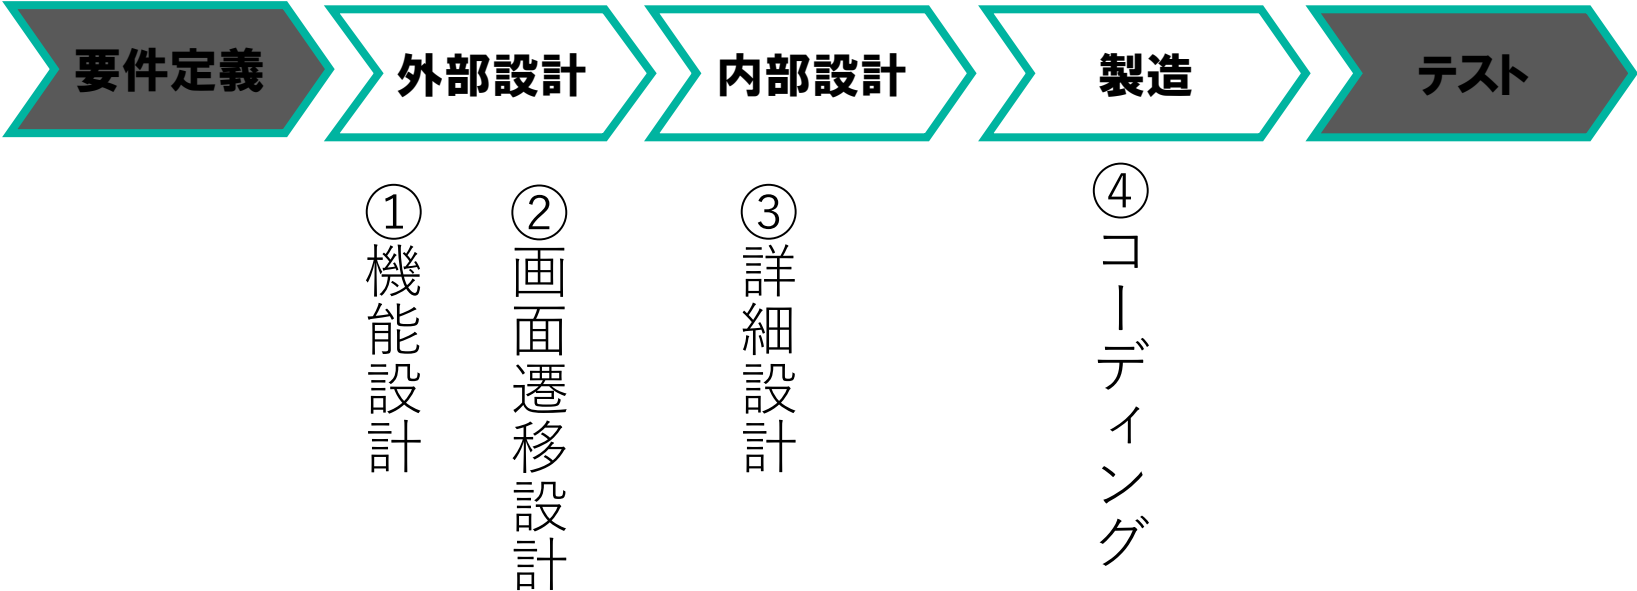 要件定義
外部設計
内部設計
製造
テスト
①機能設計
②画面遷移設計
③詳細設計
④コーディング